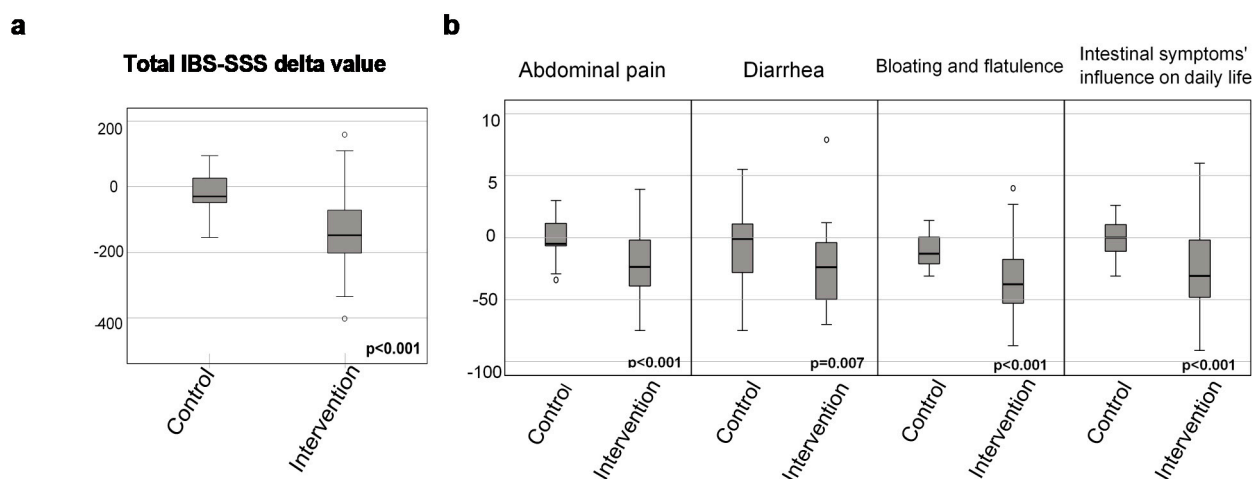 a
Total IBS-SSS delta value
200
0
-200
-400
p<0.001
Control
Intervention
b
Abdominal pain
Diarrhea
Bloating and flatulence
Intestinal symptoms'
influence on daily life
10
5
0
-50
-100
p<0.001
p=0.007
p<0.001
p<0.001
Control
Intervention
Control
Intervention
Control
Intervention
Control
Intervention